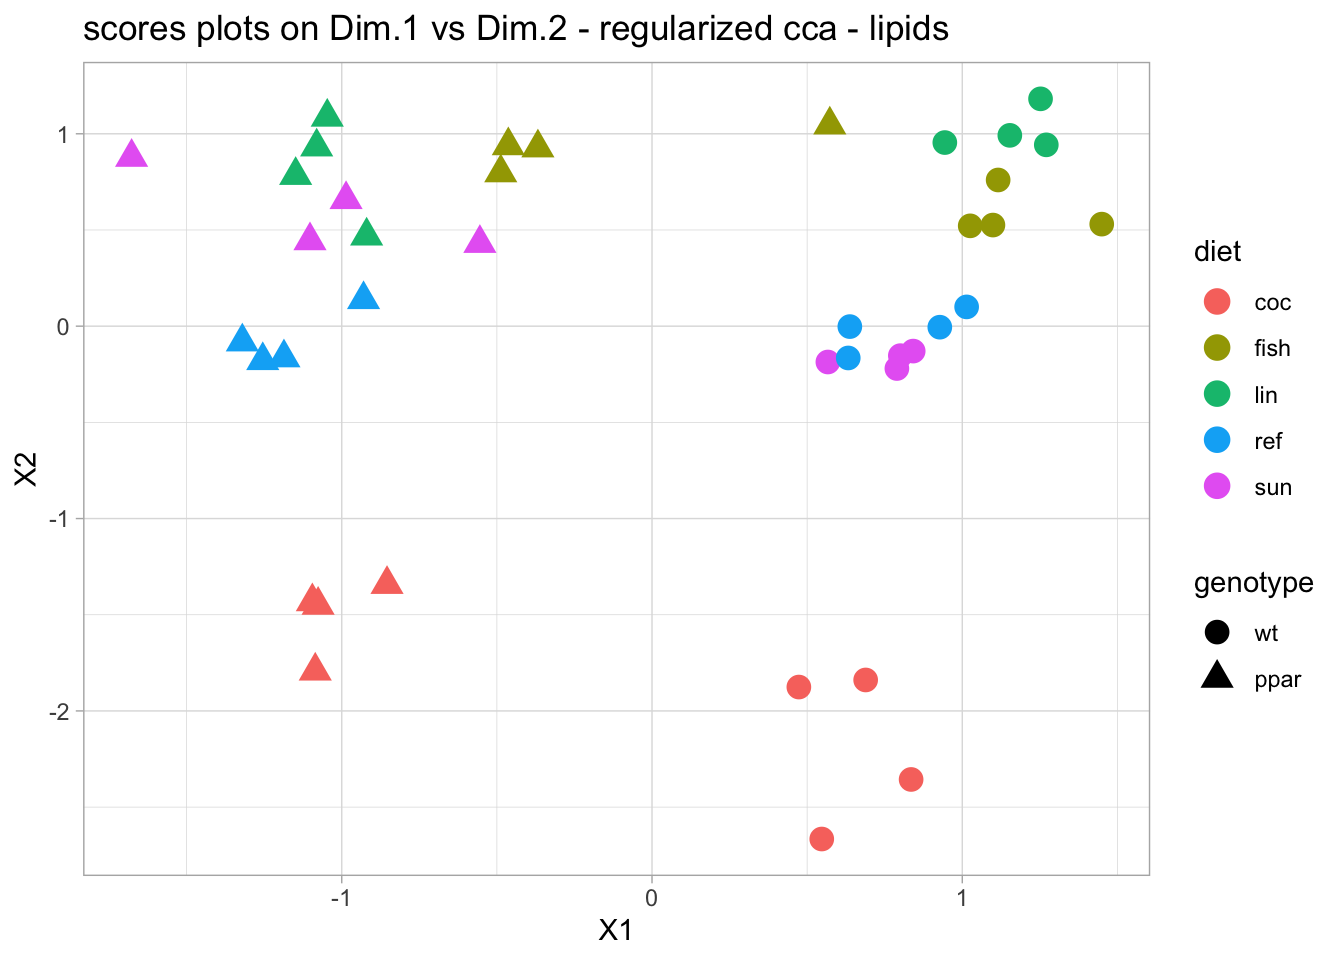 scores plots on Dim.1 vs Dim.2 - regularized cca - lipids
1
0
-1
-2
X2
-1
0
1
X1
diet
coc
fish
lin
ref
sun
genotype
wt
ppar